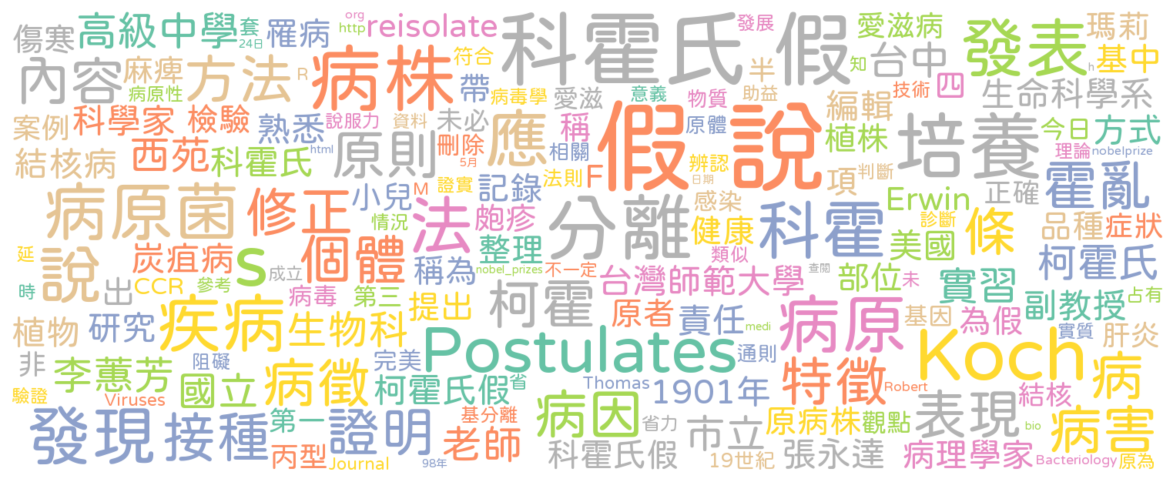 傷寒 高級中學 套 24日 罹病 org http reisolate 科霍氏 假 發展 愛滋病 瑪莉
內容 麻痺 方法 病株 符合 帶 發表 知 台中 基中 R h
病原性 病毒學 愛滋 意義 物質 半 助益 編輯 四 技術 生命科學系
案例 科學家 檢驗 熟悉 說服力 資料 未必 稱 原體 植株 今日 方式
結核病 西苑 科霍氏 html 原則 刪除 5月 應 相關 假說 辨認 日期 項 判斷 培養 理論 nobelprize
病原菌 修正 小兒 M 證實 記錄 法則 F 感染 Erwin 正確 霍亂
說 個體 情況 法 皰疹 分離 健康 科霍 診斷 條 品種 症狀
延 炭疽病 s 成立 稱為 整理 nobel_prizes 不一定 類似 美國 柯霍氏
時 出 CCR 參考 病毒 第三 提出 柯霍 台灣師範大學 查閱 部位 未 實習 副教授 占有
植物 研究 疾病 生物科 原者 責任 病原 基因 為假 實質 肝炎
非 李蕙芳 阻礙 完美 Postulates medi 通則 Koch
驗證 Viruses 國立 病徵 柯霍氏假 省 Thomas 1901年 特徵 Robert 結核 病
發現 接種 第一 證明 基分離 老師 病因 省力 原病株 觀點 表現 bio 病害
丙型 Journal 98年 科霍氏假 市立 19世紀 張永達 病理學家 Bacteriology 原為